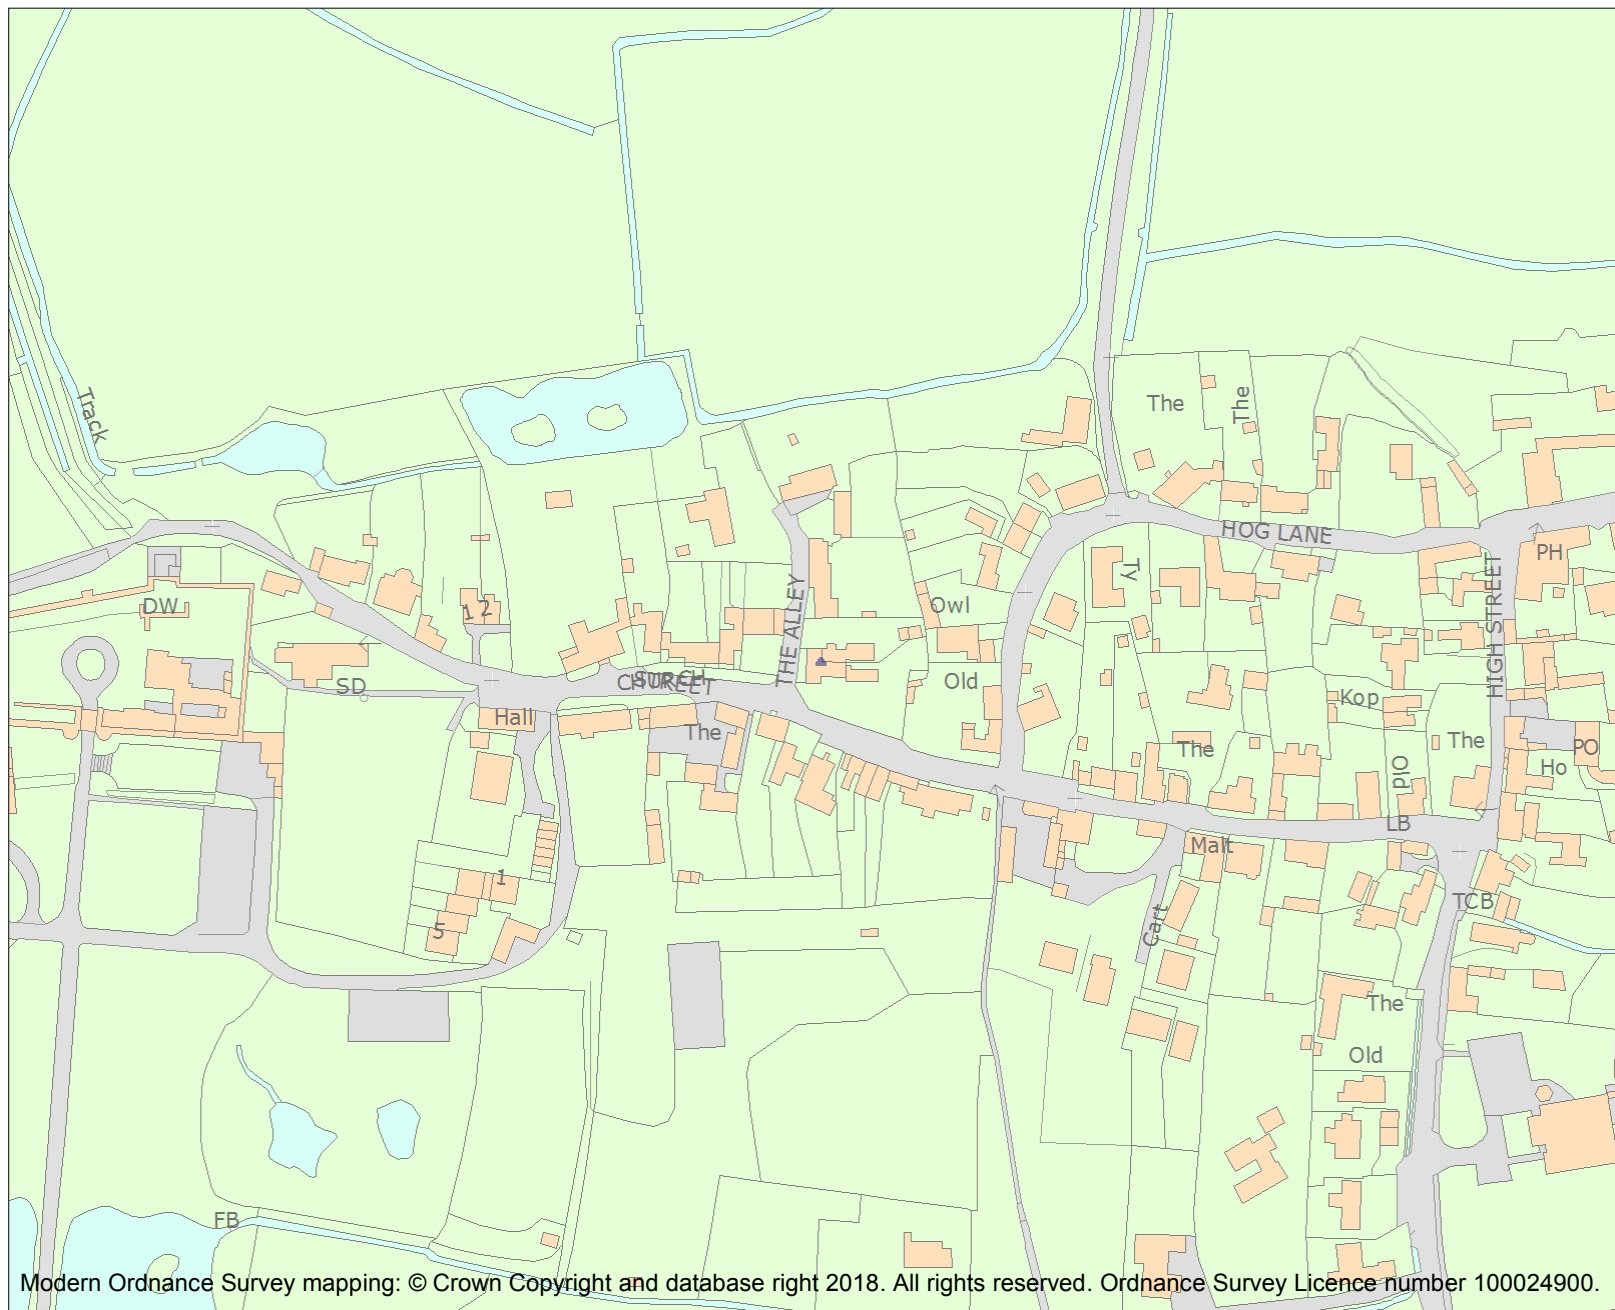 Track
The
The
HOG LANE
PH
Ty
DW
1 2
THE ALLEY
Owl
HIGH STREET
SD
CHURCH
STREET
Old
Kop
Hall
The
The
The
PO
Ho
Old
LB
Malt
1
5
Cart
TCB
The
Old
FB
Modern Ordnance Survey mapping: © Crown Copyright and database right 2018. All rights reserved. Ordnance Survey Licence number 100024900.